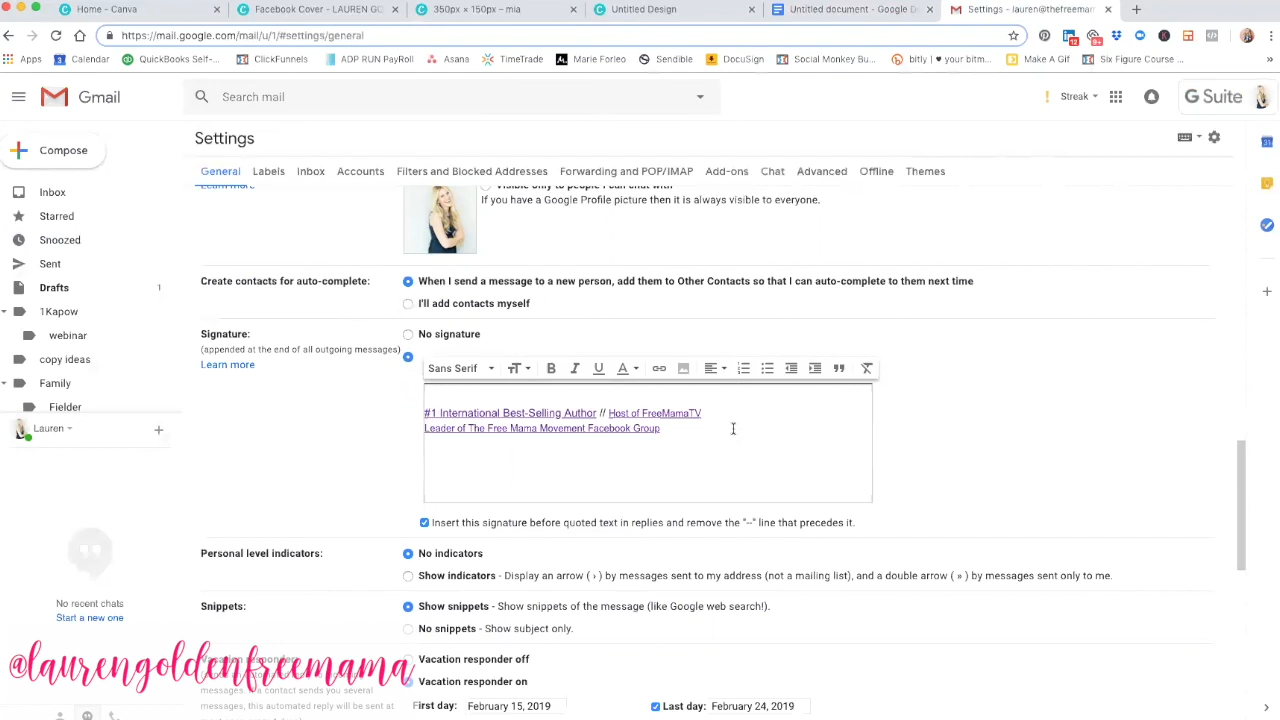 Home - Canva
Facebook Cover - LAUREN GO
350px × 150px – mia
Untitled Design
Untitled document - Google D
Settings - lauren@thefreemam
https://mail.google.com/mail/u/1/#settings/general
12
9+
Apps
Calendar
QuickBooks Self-...
ClickFunnels
ADP RUN PayRoll
Asana
TimeTrade
Marie Forleo
Sendible
DocuSign
Social Monkey Bu...
bitly | ♥ your bitm...
Make A Gif
Six Figure Course ...
»
Gmail
Search mail
Streak
G Suite
Compose
Settings
General
Labels
Inbox
Accounts
Filters and Blocked Addresses
Forwarding and POP/IMAP
Add-ons
Chat
Advanced
Offline
Themes
Inbox
Starred
Snoozed
Sent
Drafts 1
1Kapow
webinar
copy ideas
Family
Fielder
Lauren
No recent chats
Start a new one
Learn more
Visible only to people I can chat with
If you have a Google Profile picture then it is always visible to everyone.
Create contacts for auto-complete:
When I send a message to a new person, add them to Other Contacts so that I can auto-complete to them next time
I'll add contacts myself
Signature:
(appended at the end of all outgoing messages)
Learn more
No signature
Sans Serif
#1 International Best-Selling Author // Host of FreeMamaTV
Leader of The Free Mama Movement Facebook Group
Insert this signature before quoted text in replies and remove the "--" line that precedes it.
Personal level indicators:
No indicators
Show indicators - Display an arrow ( › ) by messages sent to my address (not a mailing list), and a double arrow ( » ) by messages sent only to me.
Snippets:
Show snippets - Show snippets of the message (like Google web search!).
No snippets - Show subject only.
Vacation responder:
Vacation responder off
Vacation responder on
messages. If a contact sends you several
messages, this automated reply will be sent at
First day: February 15, 2019
Last day: February 24, 2019
@laurengoldenfreemama